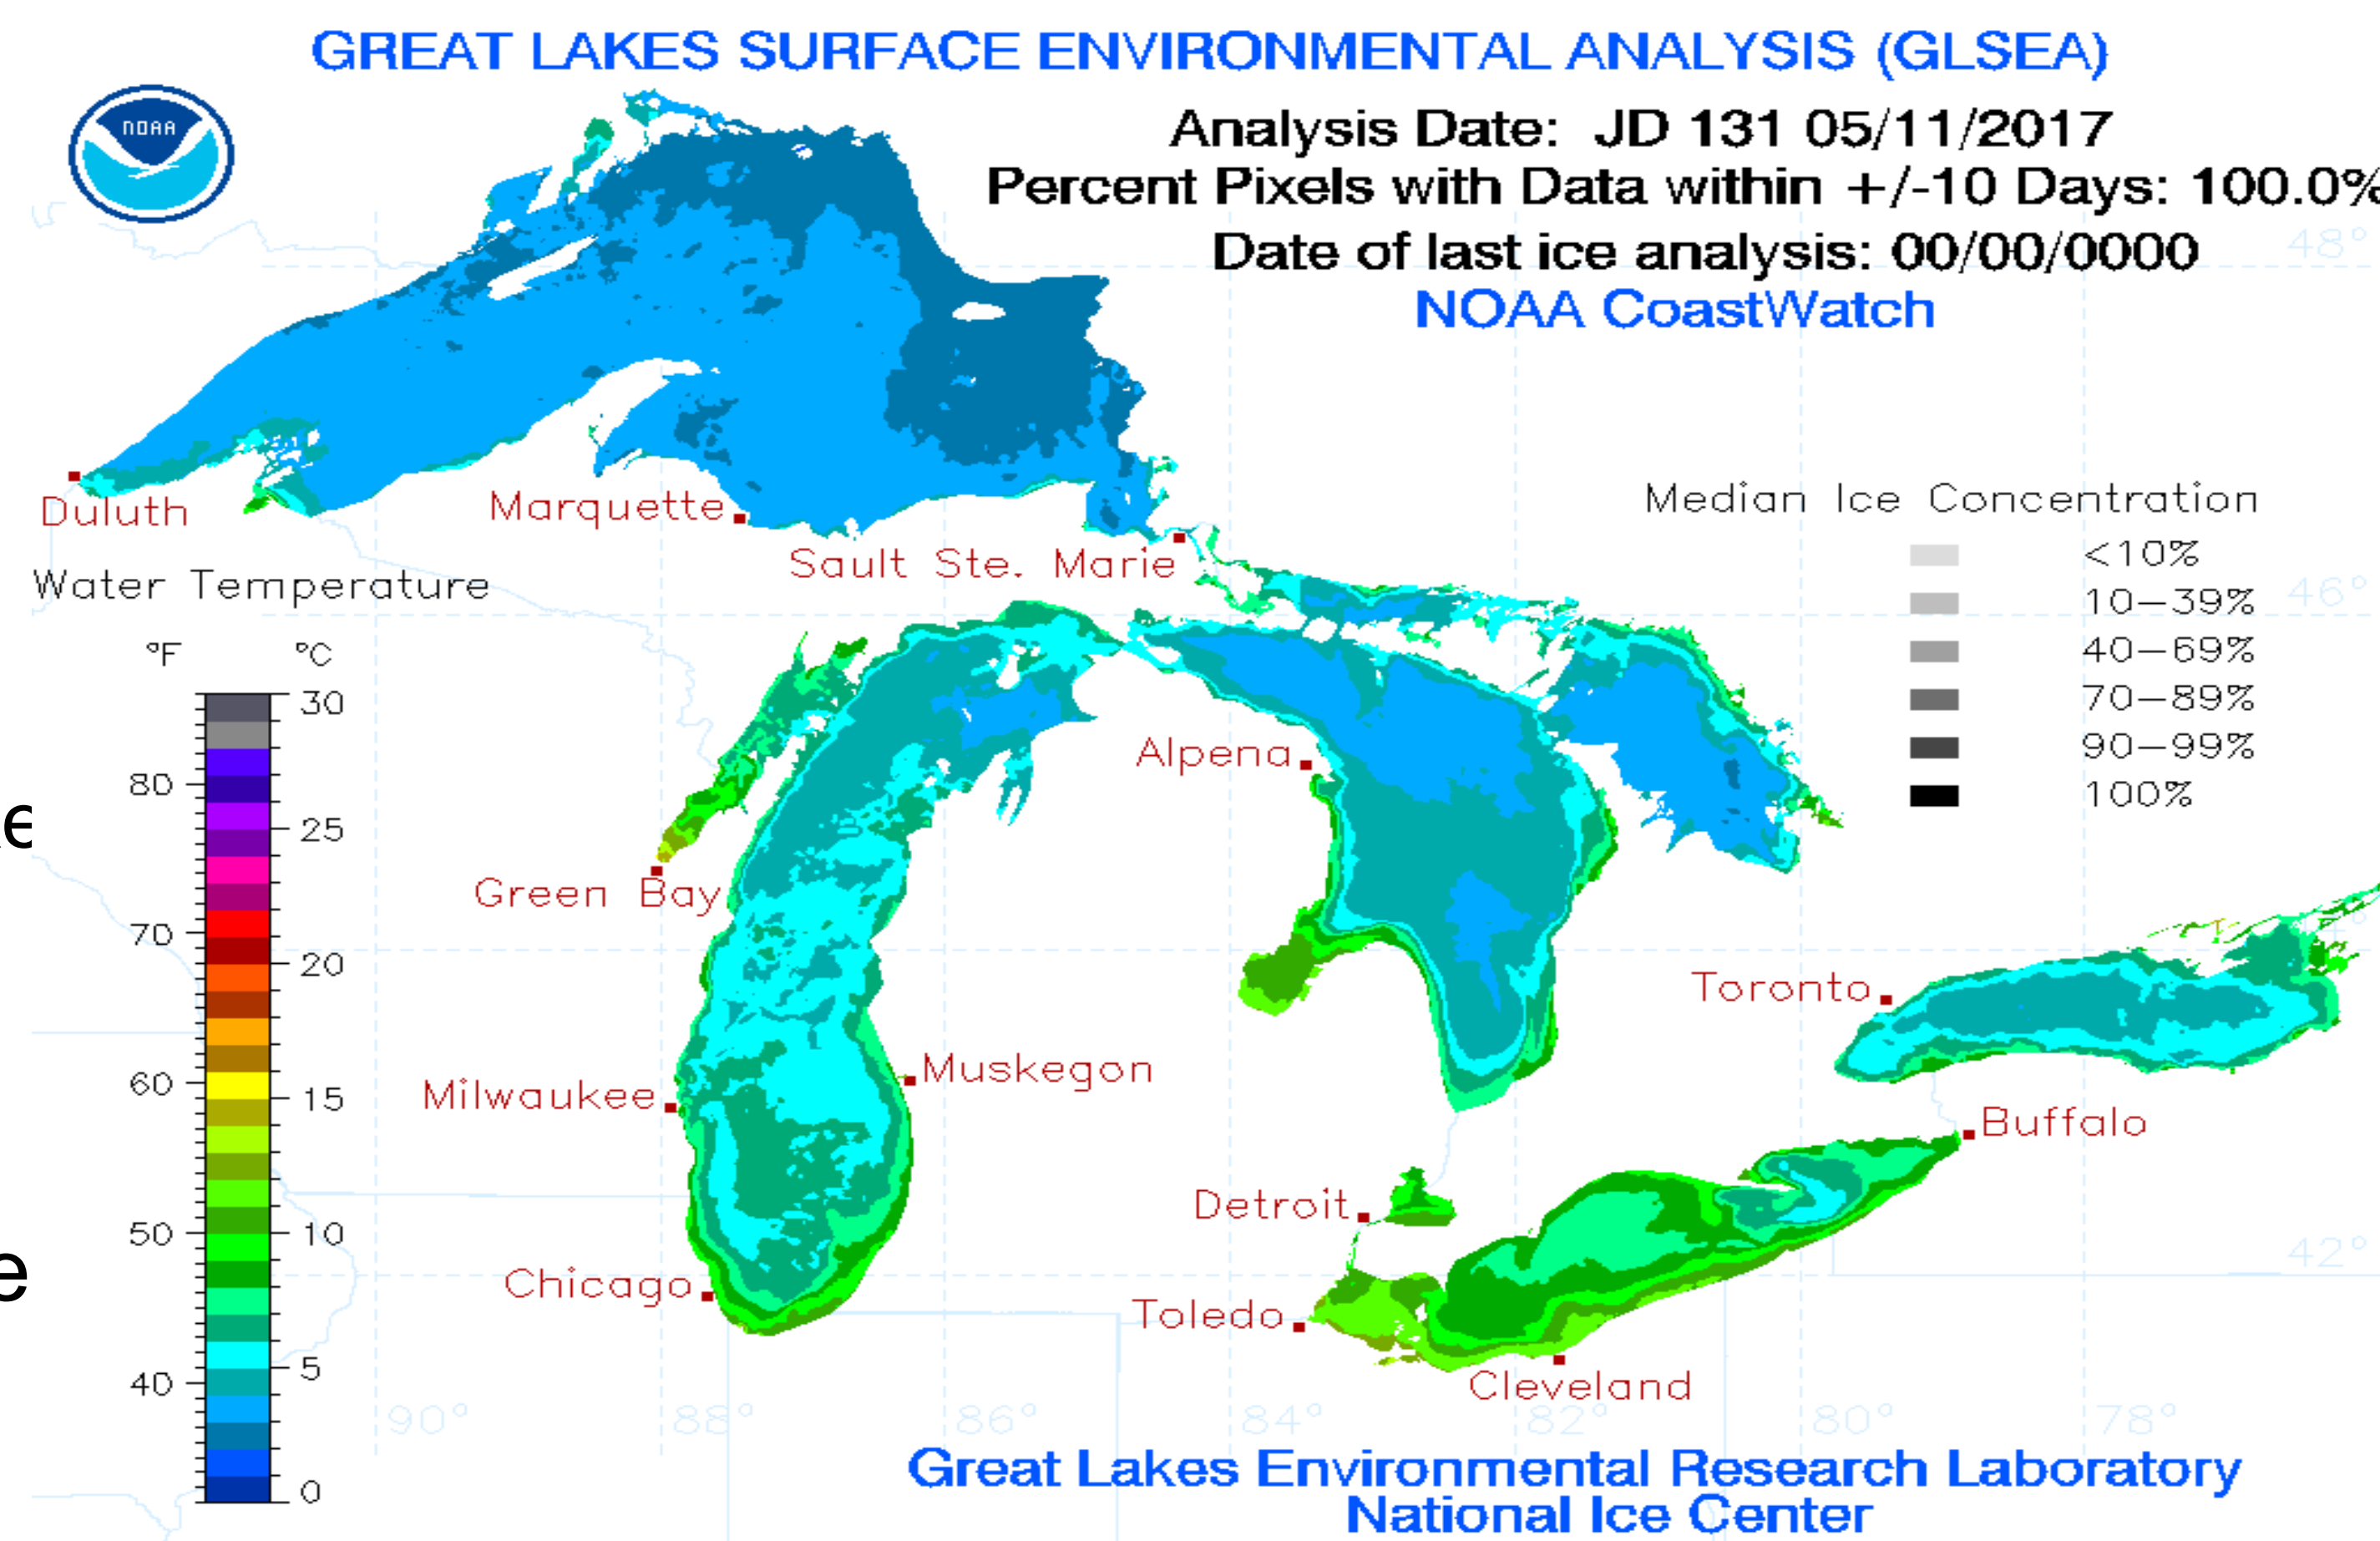 GREAT LAKES SURFACE ENVIRONMENTAL ANALYSIS (GLSEA)
NOAA
Analysis Date: JD 131 05/11/2017
Percent Pixels with Data within +/-10 Days: 100.0%
Date of last ice analysis: 00/00/0000
NOAA CoastWatch
48°
Duluth
Marquette
Sault Ste. Marie
Median Ice Concentration
<10%
10-39%
40-69%
70-89%
90-99%
100%
46°
Water Temperature
°F °C
30
80
25
70
20
60
15
50
10
5
40
0
Alpena
Green Bay
Toronto
Muskegon
Milwaukee
Buffalo
Detroit
Chicago
Toledo
Cleveland
42°
90° 88° 86° 84° 82° 80° 78°
Great Lakes Environmental Research Laboratory
National Ice Center
e